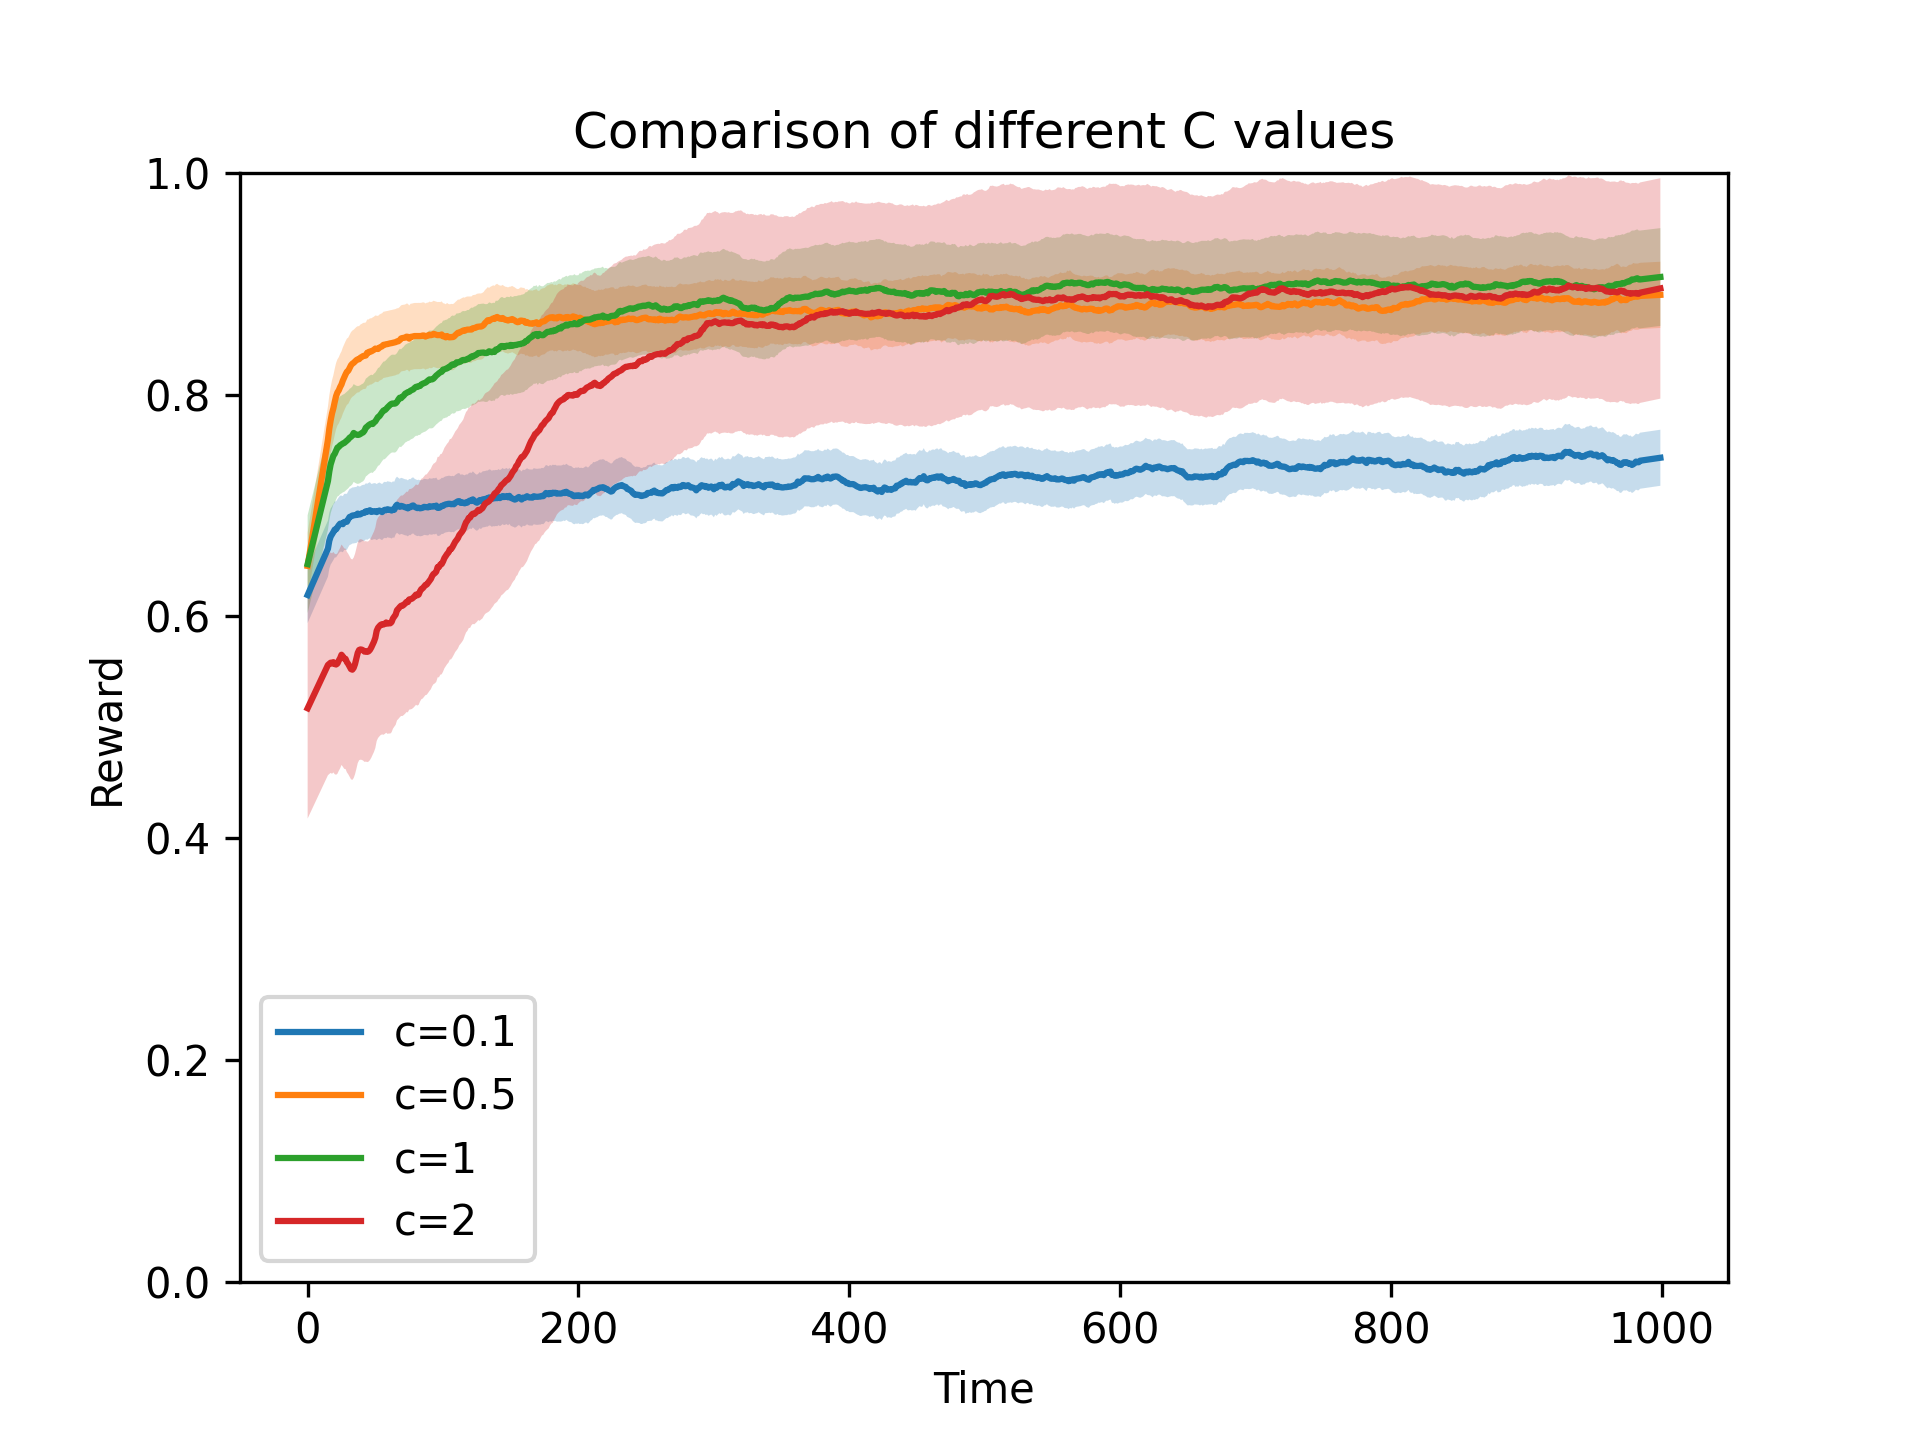 Comparison of different C values
1.0
0.8
0.6
0.4
0.2
0.0
Reward
c=0.1
c=0.5
c=1
c=2
0 200 400 600 800 1000
Time